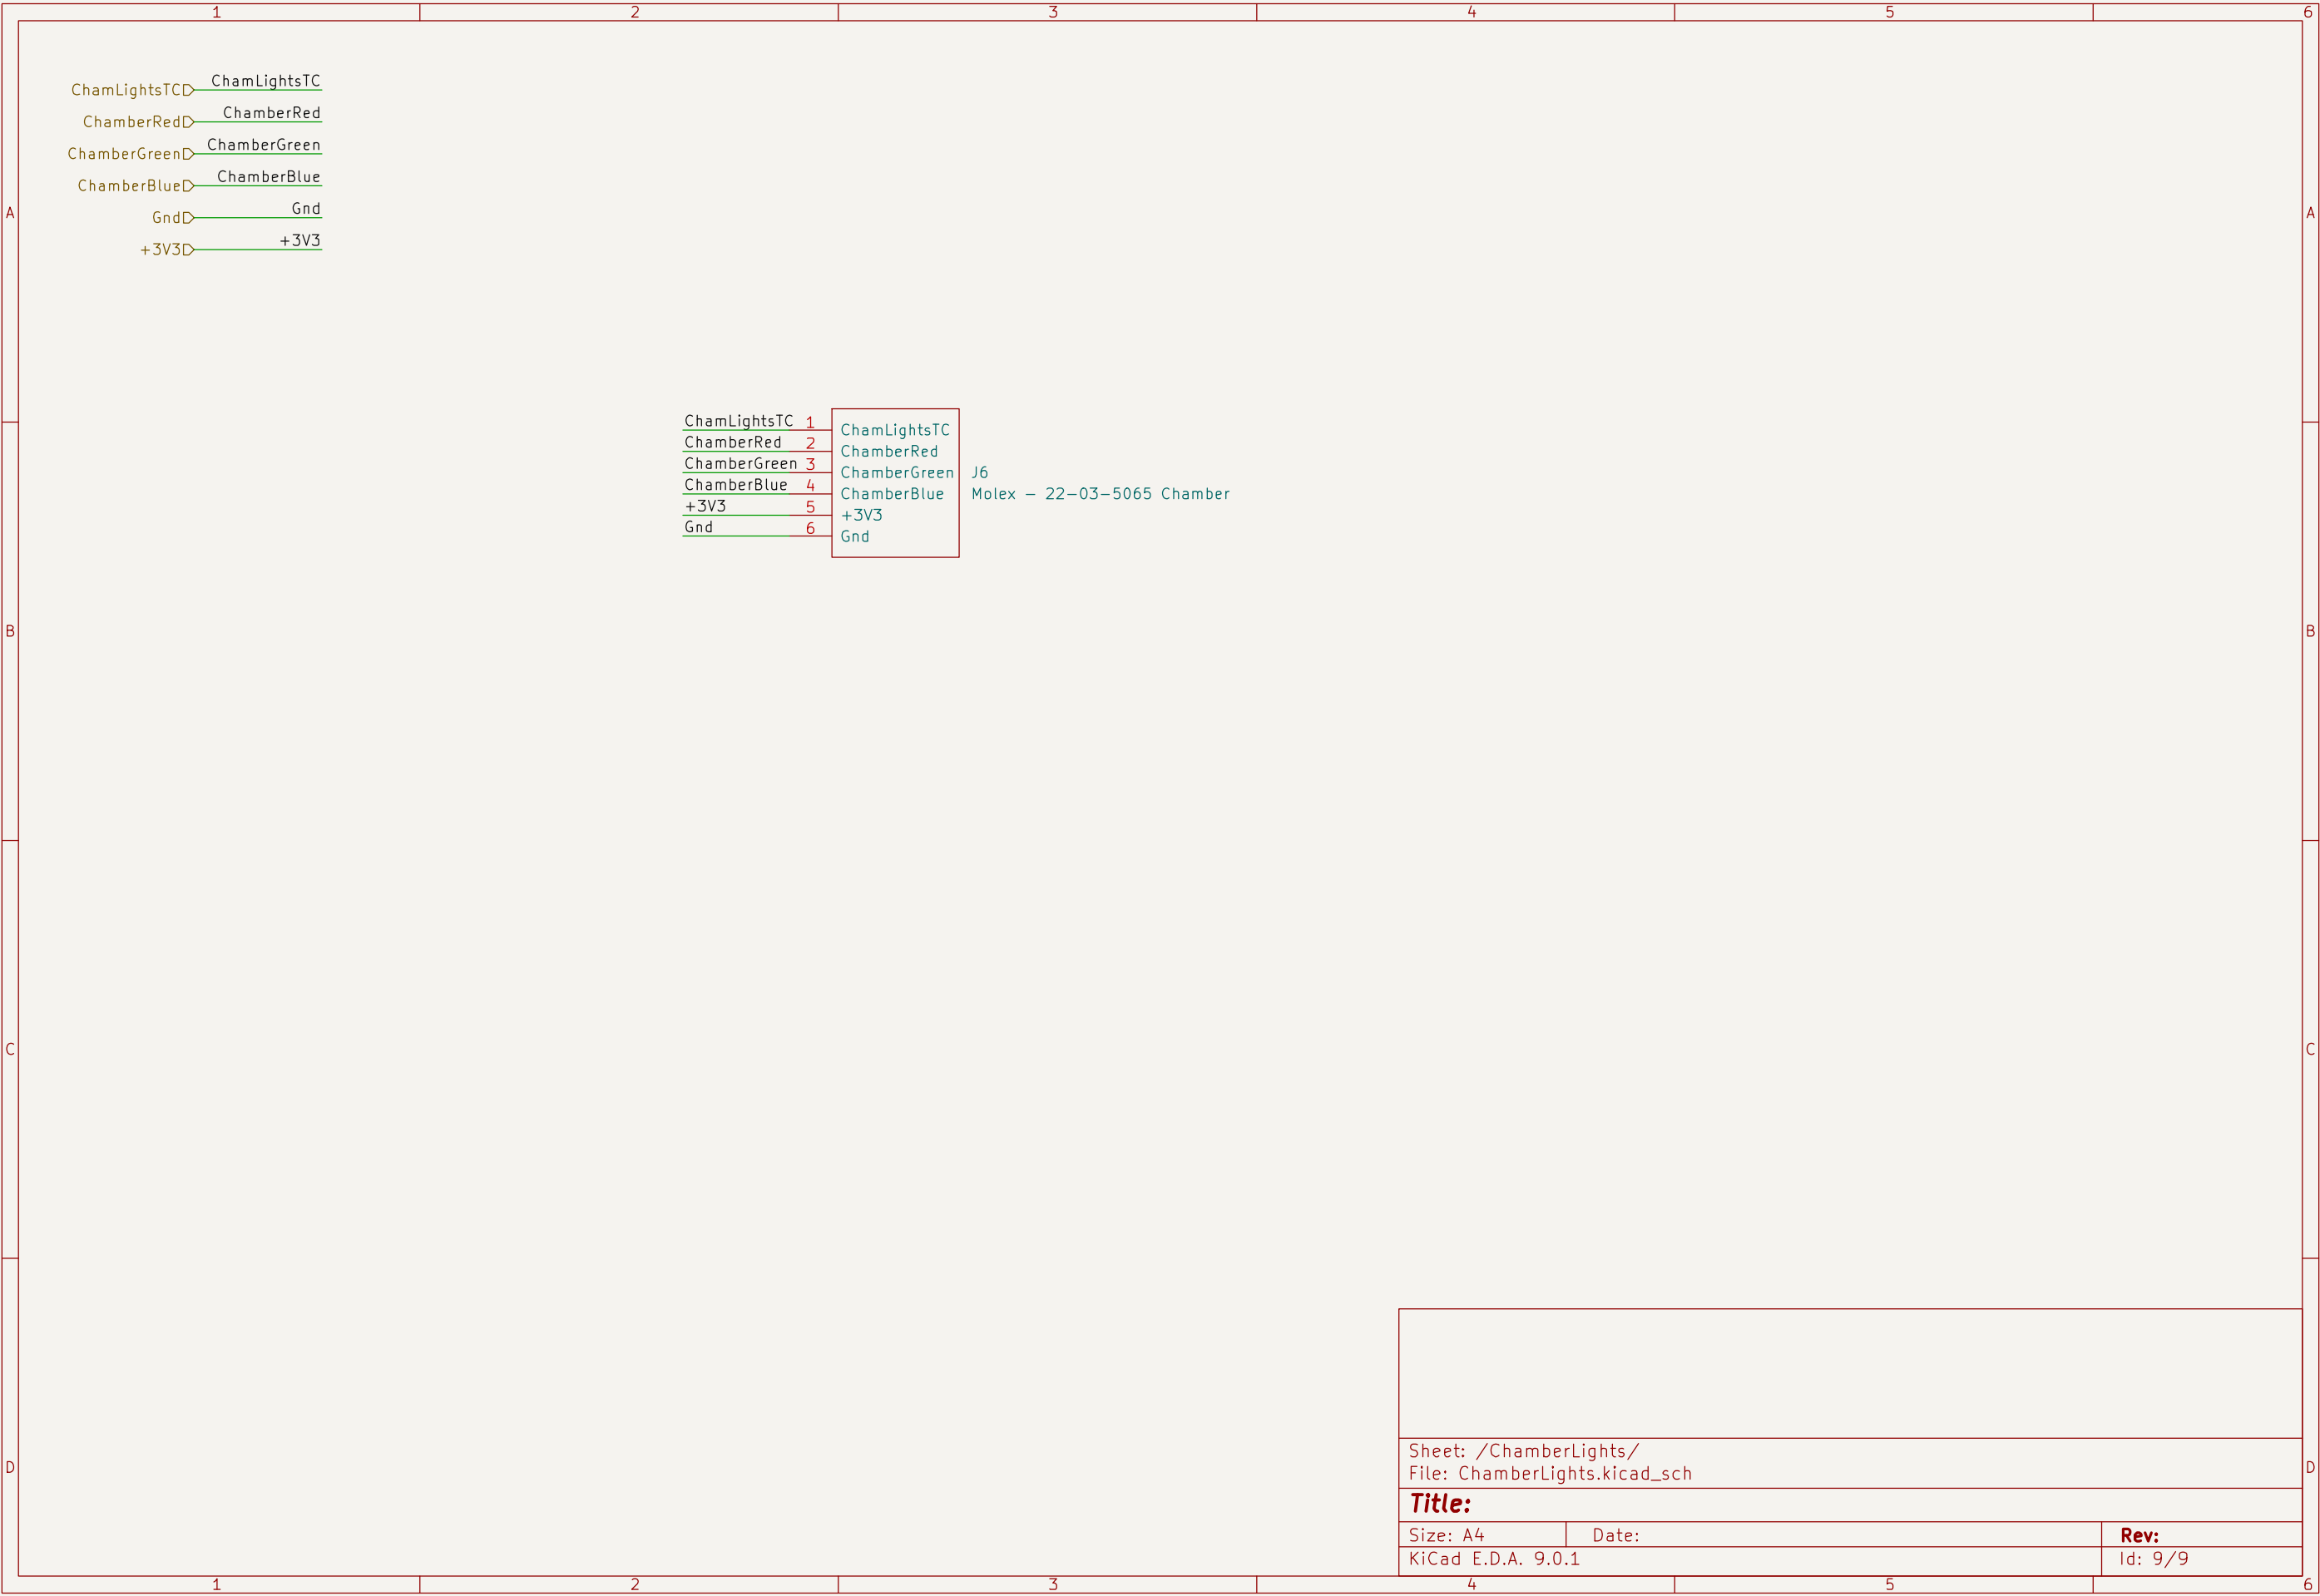 1 2 3 4 5 6
ChamLightsTC ChamLightsTC
ChamberRed ChamberRed
ChamberGreen ChamberGreen
ChamberBlue ChamberBlue
Gnd Gnd
+3V3 +3V3
A A
ChamLightsTC 1 ChamLightsTC
ChamberRed 2 ChamberRed
ChamberGreen 3 ChamberGreen J6
ChamberBlue 4 ChamberBlue Molex - 22-03-5065 Chamber
+3V3 5 +3V3
Gnd 6 Gnd
B B
C C
Sheet: /ChamberLights/
File: ChamberLights.kicad_sch
D D
Title:
Size: A4 Date: Rev:
KiCad E.D.A. 9.0.1 Id: 9/9
1 2 3 4 5 6